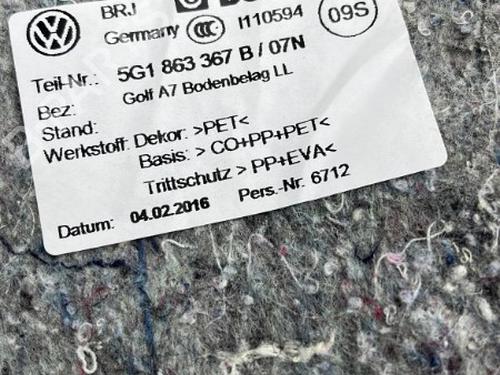 BRJ
Germany CCC I110594 09S
Teil-Nr.: 5G1 863 367 B / 07N
Bez: Golf A7 Bodenbelag LL
Stand:
Werkstoff: Dekor: >PET<
Basis: > CO+PP+PET<
Trittschutz > PP+EVA<
Datum: 04.02.2016 Pers.-Nr. 6712